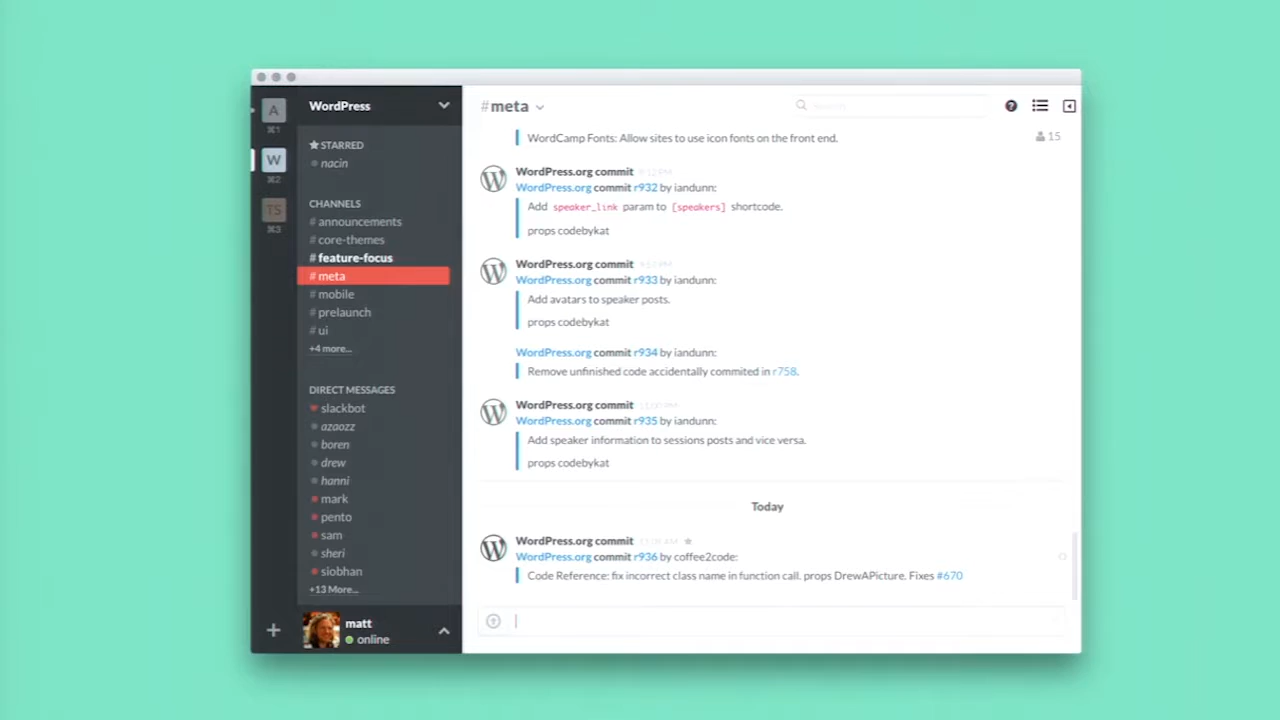 A
⌘1
W
⌘2
TS
⌘3
WordPress
STARRED
nacin
CHANNELS
# announcements
# core-themes
# feature-focus
# meta
# mobile
# prelaunch
# ui
+4 more...
DIRECT MESSAGES
slackbot
azaozz
boren
drew
hanni
mark
pento
sam
sheri
siobhan
+13 More...
matt
online
#meta
Search
15
WordCamp Fonts: Allow sites to use icon fonts on the front end.
WordPress.org commit
WordPress.org commit r932 by iandunn:
Add speaker_link param to [speakers] shortcode.
props codebykat
WordPress.org commit
WordPress.org commit r933 by iandunn:
Add avatars to speaker posts.
props codebykat
WordPress.org commit r934 by iandunn:
Remove unfinished code accidentally commited in r758.
WordPress.org commit
WordPress.org commit r935 by iandunn:
Add speaker information to sessions posts and vice versa.
props codebykat
Today
WordPress.org commit
WordPress.org commit r936 by coffee2code:
Code Reference: fix incorrect class name in function call. props DrewAPicture. Fixes #670